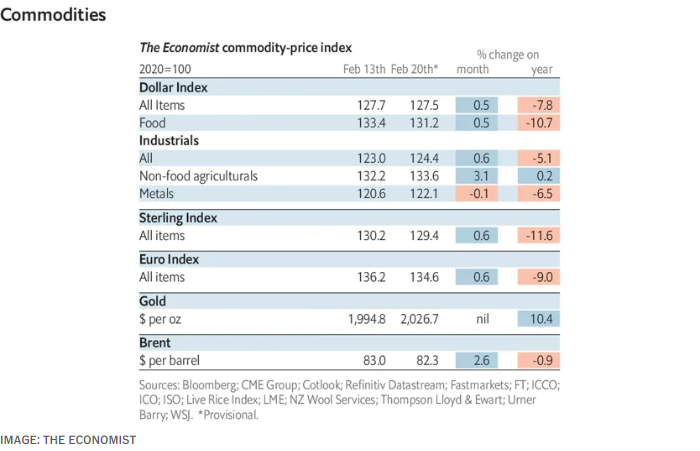 Commodities
The Economist commodity-price index
% change on
2020=100 Feb 13th Feb 20th* month year
Dollar Index
All Items 127.7 127.5 0.5 -7.8
Food 133.4 131.2 0.5 -10.7
Industrials
All 123.0 124.4 0.6 -5.1
Non-food agriculturals 132.2 133.6 3.1 0.2
Metals 120.6 122.1 -0.1 -6.5
Sterling Index
All items 130.2 129.4 0.6 -11.6
Euro Index
All items 136.2 134.6 0.6 -9.0
Gold
$ per oz 1,994.8 2,026.7 nil 10.4
Brent
$ per barrel 83.0 82.3 2.6 -0.9
Sources: Bloomberg; CME Group; Cotlook; Refinitiv Datastream; Fastmarkets; FT; ICCO;
ICO; ISO; Live Rice Index; LME; NZ Wool Services; Thompson Lloyd & Ewart; Urner
Barry; WSJ. *Provisional.
IMAGE: THE ECONOMIST